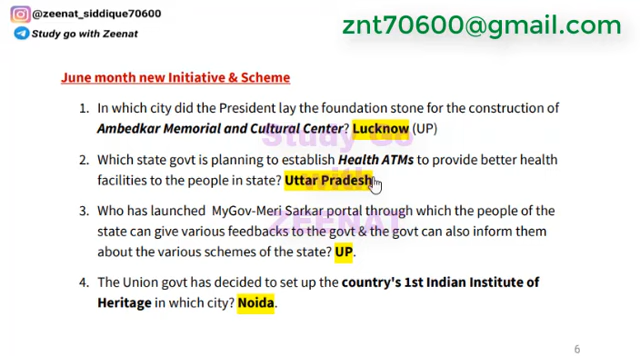 @zeenat_siddique70600
Study go with Zeenat
znt70600@gmail.com
June month new Initiative & Scheme
1. In which city did the President lay the foundation stone for the construction of
Ambedkar Memorial and Cultural Center? Lucknow (UP)
2. Which state govt is planning to establish Health ATMs to provide better health
facilities to the people in state? Uttar Pradesh
3. Who has launched MyGov-Meri Sarkar portal through which the people of the
state can give various feedbacks to the govt & the govt can also inform them
about the various schemes of the state? UP.
4. The Union govt has decided to set up the country's 1st Indian Institute of
Heritage in which city? Noida.
Study Go
with
ZEENAT
6